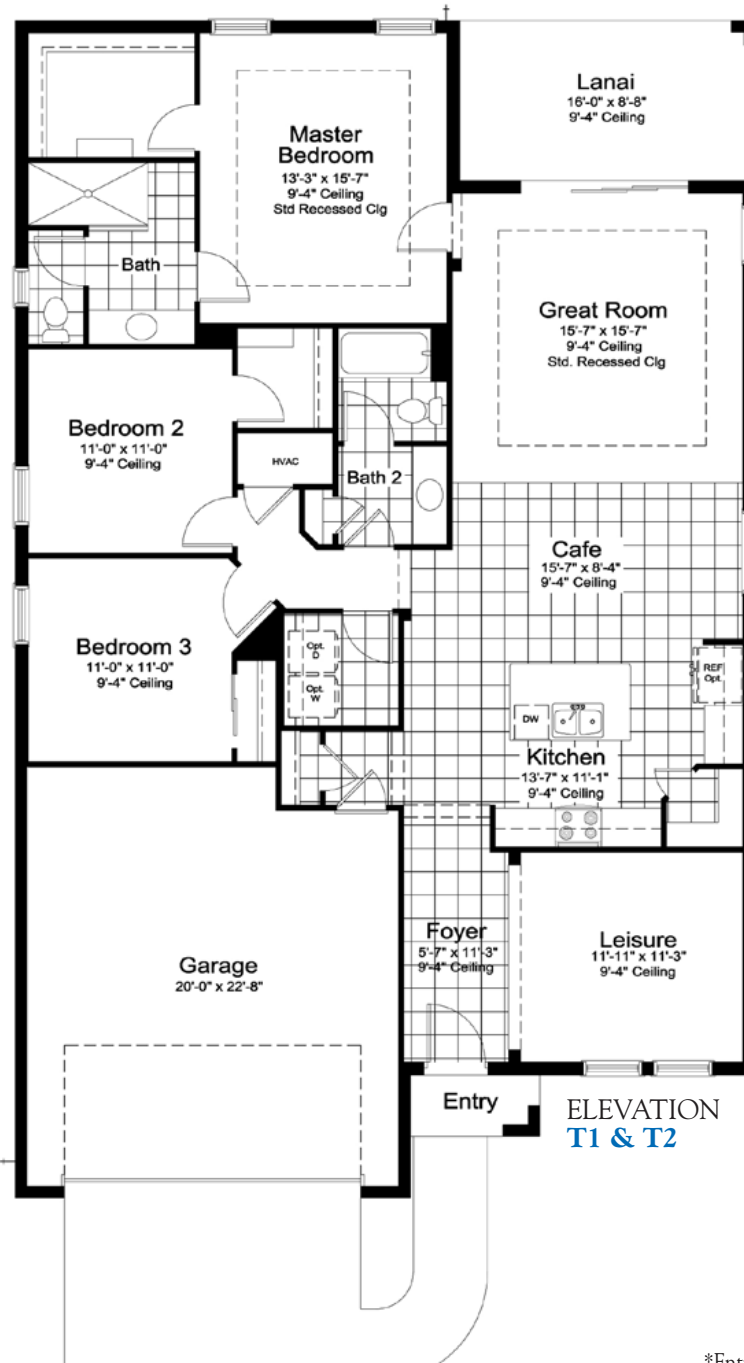 Lanai
16'-0" x 8'-8"
9'-4" Ceiling
Master
Bedroom
13'-3" x 15'-7"
9'-4" Ceiling
Std Recessed Clg
Bath
Great Room
15'-7" x 15'-7"
9'-4" Ceiling
Std. Recessed Clg
Bedroom 2
11'-0" x 11'-0"
9'-4" Ceiling
HVAC
Bath 2
Cafe
15'-7" x 8'-4"
9'-4" Ceiling
Bedroom 3
11'-0" x 11'-0"
9'-4" Ceiling
Opt.
D
Opt.
W
REF
Opt.
DW
Kitchen
13'-7" x 11'-1"
9'-4" Ceiling
Foyer
5'-7" x 11'-3"
9'-4" Ceiling
Leisure
11'-11" x 11'-3"
9'-4" Ceiling
Garage
20'-0" x 22'-8"
Entry
ELEVATION
T1 & T2